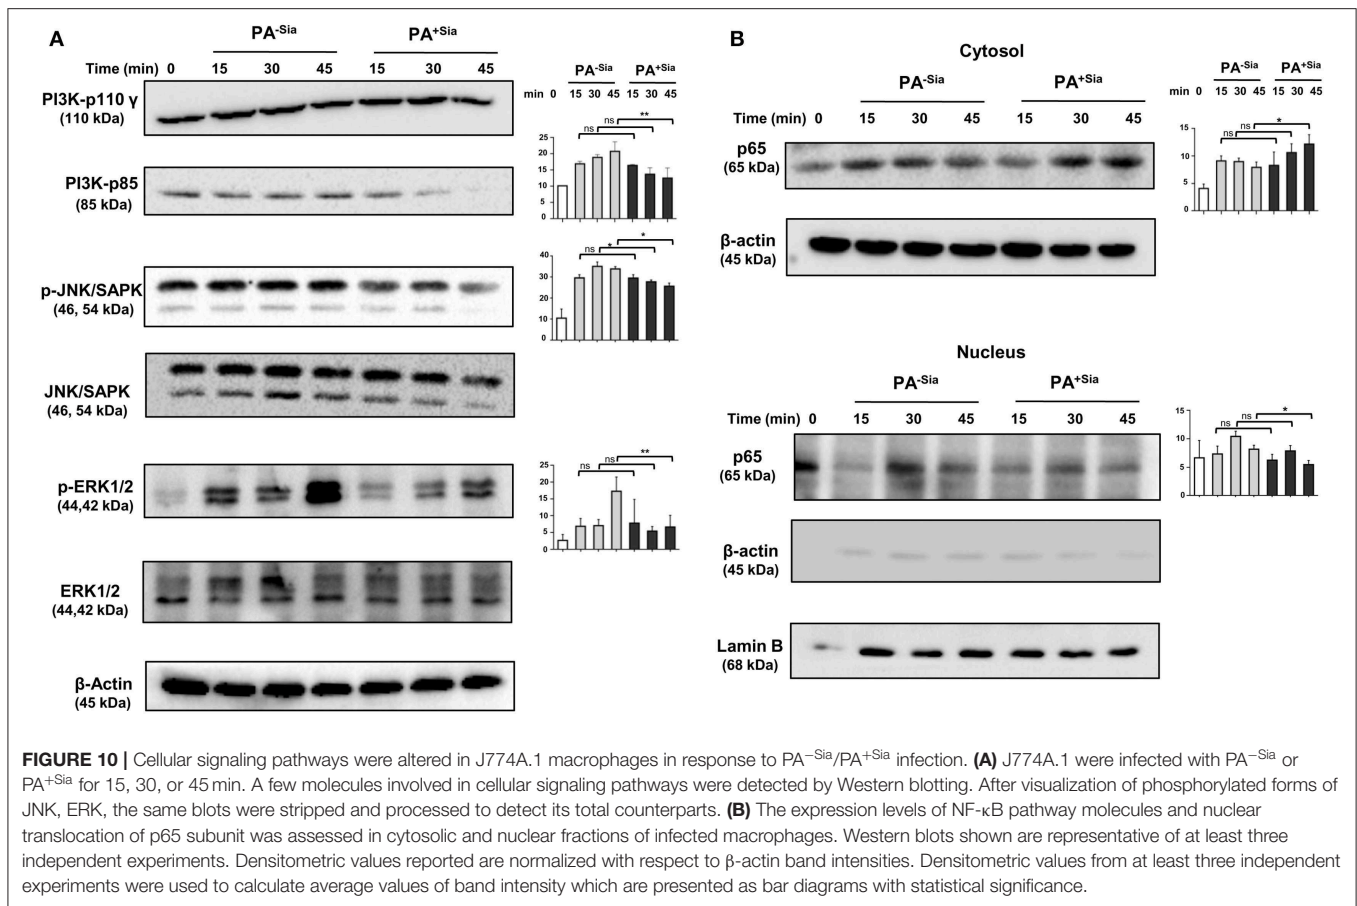 A
PA-Sia PA+Sia
Time (min) 0 15 30 45 15 30 45
PI3K-p110 γ
(110 kDa)
PI3K-p85
(85 kDa)
p-JNK/SAPK
(46, 54 kDa)
JNK/SAPK
(46, 54 kDa)
p-ERK1/2
(44,42 kDa)
ERK1/2
(44,42 kDa)
β-Actin
(45 kDa)
PA-Sia PA+Sia
min 0 15 30 45 15 30 45
**
ns
ns
25
20
15
10
5
0
*
*
ns
40
30
20
10
0
**
ns
ns
25
20
15
10
5
0
B
Cytosol
PA-Sia PA+Sia
Time (min) 0 15 30 45 15 30 45
p65
(65 kDa)
β-actin
(45 kDa)
PA-Sia PA+Sia
min 0 15 30 45 15 30 45
*
ns ns
15
10
5
0
Nucleus
PA-Sia PA+Sia
Time (min) 0 15 30 45 15 30 45
p65
(65 kDa)
β-actin
(45 kDa)
Lamin B
(68 kDa)
*
ns
ns
15
10
5
0
FIGURE 10 | Cellular signaling pathways were altered in J774A.1 macrophages in response to PA−Sia/PA+Sia infection. (A) J774A.1 were infected with PA−Sia or
PA+Sia for 15, 30, or 45 min. A few molecules involved in cellular signaling pathways were detected by Western blotting. After visualization of phosphorylated forms of
JNK, ERK, the same blots were stripped and processed to detect its total counterparts. (B) The expression levels of NF-κB pathway molecules and nuclear
translocation of p65 subunit was assessed in cytosolic and nuclear fractions of infected macrophages. Western blots shown are representative of at least three
independent experiments. Densitometric values reported are normalized with respect to β-actin band intensities. Densitometric values from at least three independent
experiments were used to calculate average values of band intensity which are presented as bar diagrams with statistical significance.